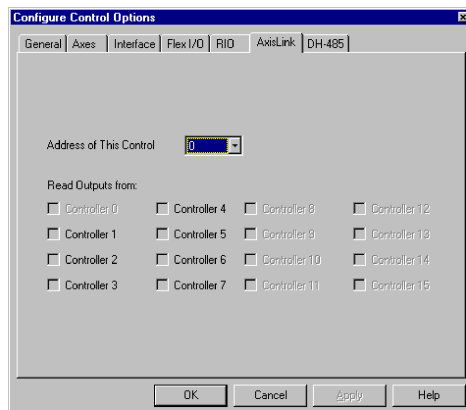 Configure Control Options
General Axes Interface Flex I/O RIO AxisLink DH-485
Address of This Control 0
Read Outputs from:
Controller 0 Controller 4 Controller 8 Controller 12
Controller 1 Controller 5 Controller 9 Controller 13
Controller 2 Controller 6 Controller 10 Controller 14
Controller 3 Controller 7 Controller 11 Controller 15
OK Cancel Apply Help